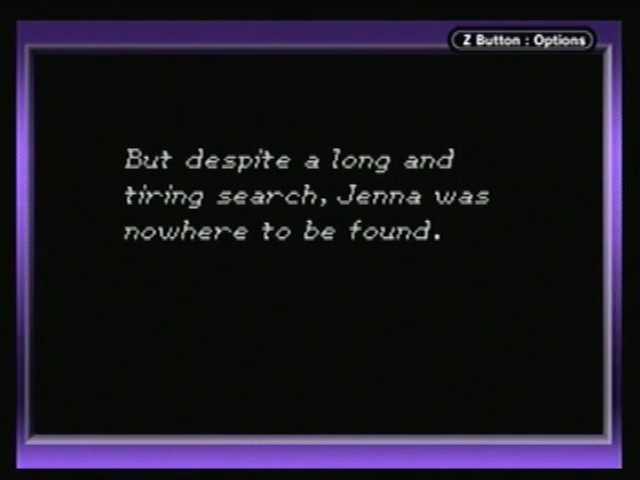 Z Button : Options
But despite a long and
tiring search, Jenna was
nowhere to be found.